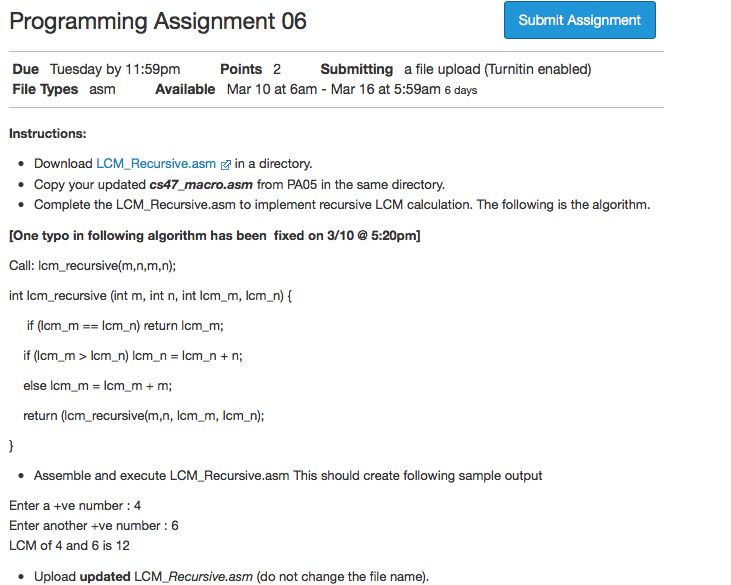 Programming Assignment 06
Submit Assignment
Due Tuesday by 11:59pm Points 2 Submitting a file upload (Turnitin enabled)
File Types asm Available Mar 10 at 6am - Mar 16 at 5:59am 6 days
Instructions:
• Download LCM_Recursive.asm in a directory.
• Copy your updated cs47_macro.asm from PA05 in the same directory.
• Complete the LCM_Recursive.asm to implement recursive LCM calculation. The following is the algorithm.
[One typo in following algorithm has been fixed on 3/10 @ 5:20pm]
Call: lcm_recursive(m,n,m,n);
int lcm_recursive (int m, int n, int lcm_m, lcm_n) {
if (lcm_m == lcm_n) return lcm_m;
if (lcm_m > lcm_n) lcm_n = lcm_n + n;
else lcm_m = lcm_m + m;
return (lcm_recursive(m,n, lcm_m, lcm_n);
}
• Assemble and execute LCM_Recursive.asm This should create following sample output
Enter a +ve number : 4
Enter another +ve number : 6
LCM of 4 and 6 is 12
• Upload updated LCM_Recursive.asm (do not change the file name).